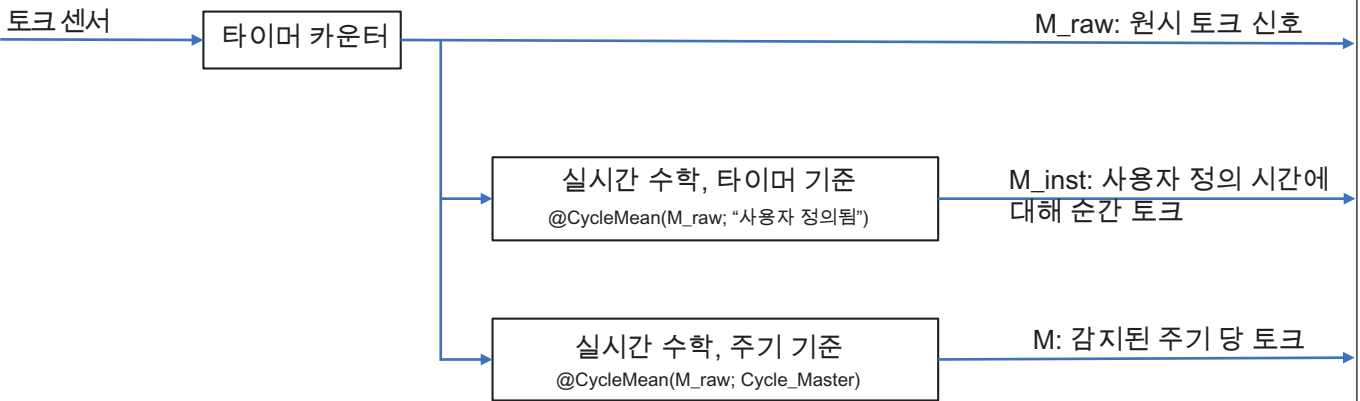 토크 센서
타이머 카운터
M_raw: 원시 토크 신호
실시간 수학, 타이머 기준
@CycleMean(M_raw; “사용자 정의됨”)
M_inst: 사용자 정의 시간에
대해 순간 토크
실시간 수학, 주기 기준
@CycleMean(M_raw; Cycle_Master)
M: 감지된 주기 당 토크